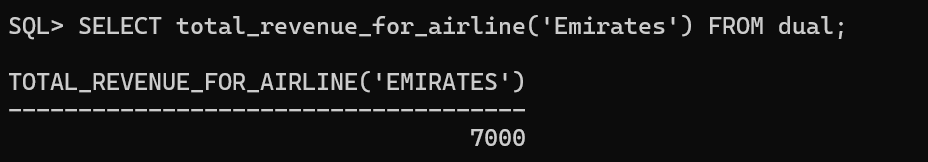 SQL> SELECT total_revenue_for_airline('Emirates') FROM dual;
TOTAL_REVENUE_FOR_AIRLINE('EMIRATES')
-------------------------------------
7000